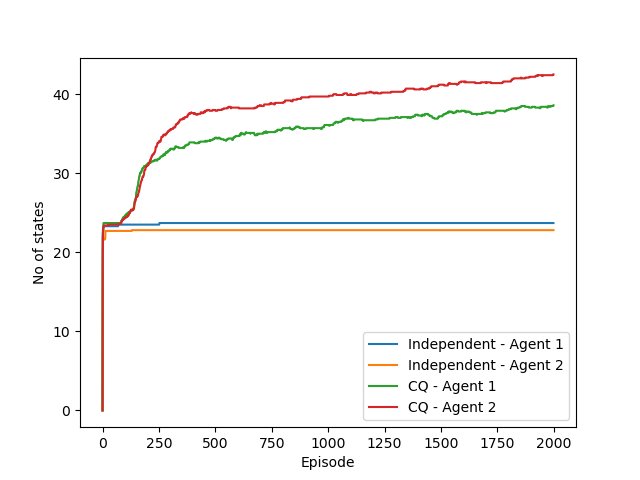 40
30
20
10
0
No of states
0 250 500 750 1000 1250 1500 1750 2000
Episode
Independent - Agent 1
Independent - Agent 2
CQ - Agent 1
CQ - Agent 2